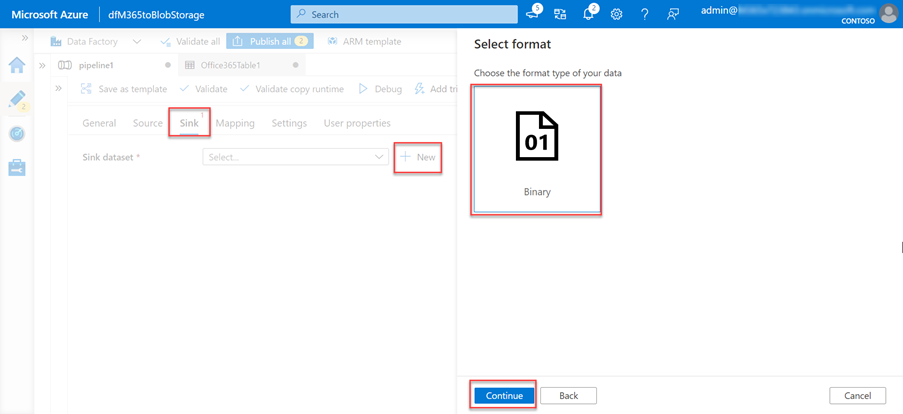 Microsoft Azure dfM365toBlobStorage Search 5 2 admin@
CONTOSO
Data Factory Validate all Publish all 2 ARM template
pipeline1 Office365Table1
Save as template Validate Validate copy runtime Debug Add tri
2
General Source Sink 1 Mapping Settings User properties
Sink dataset * Select... New
Select format
Choose the format type of your data
01
Binary
Continue Back Cancel